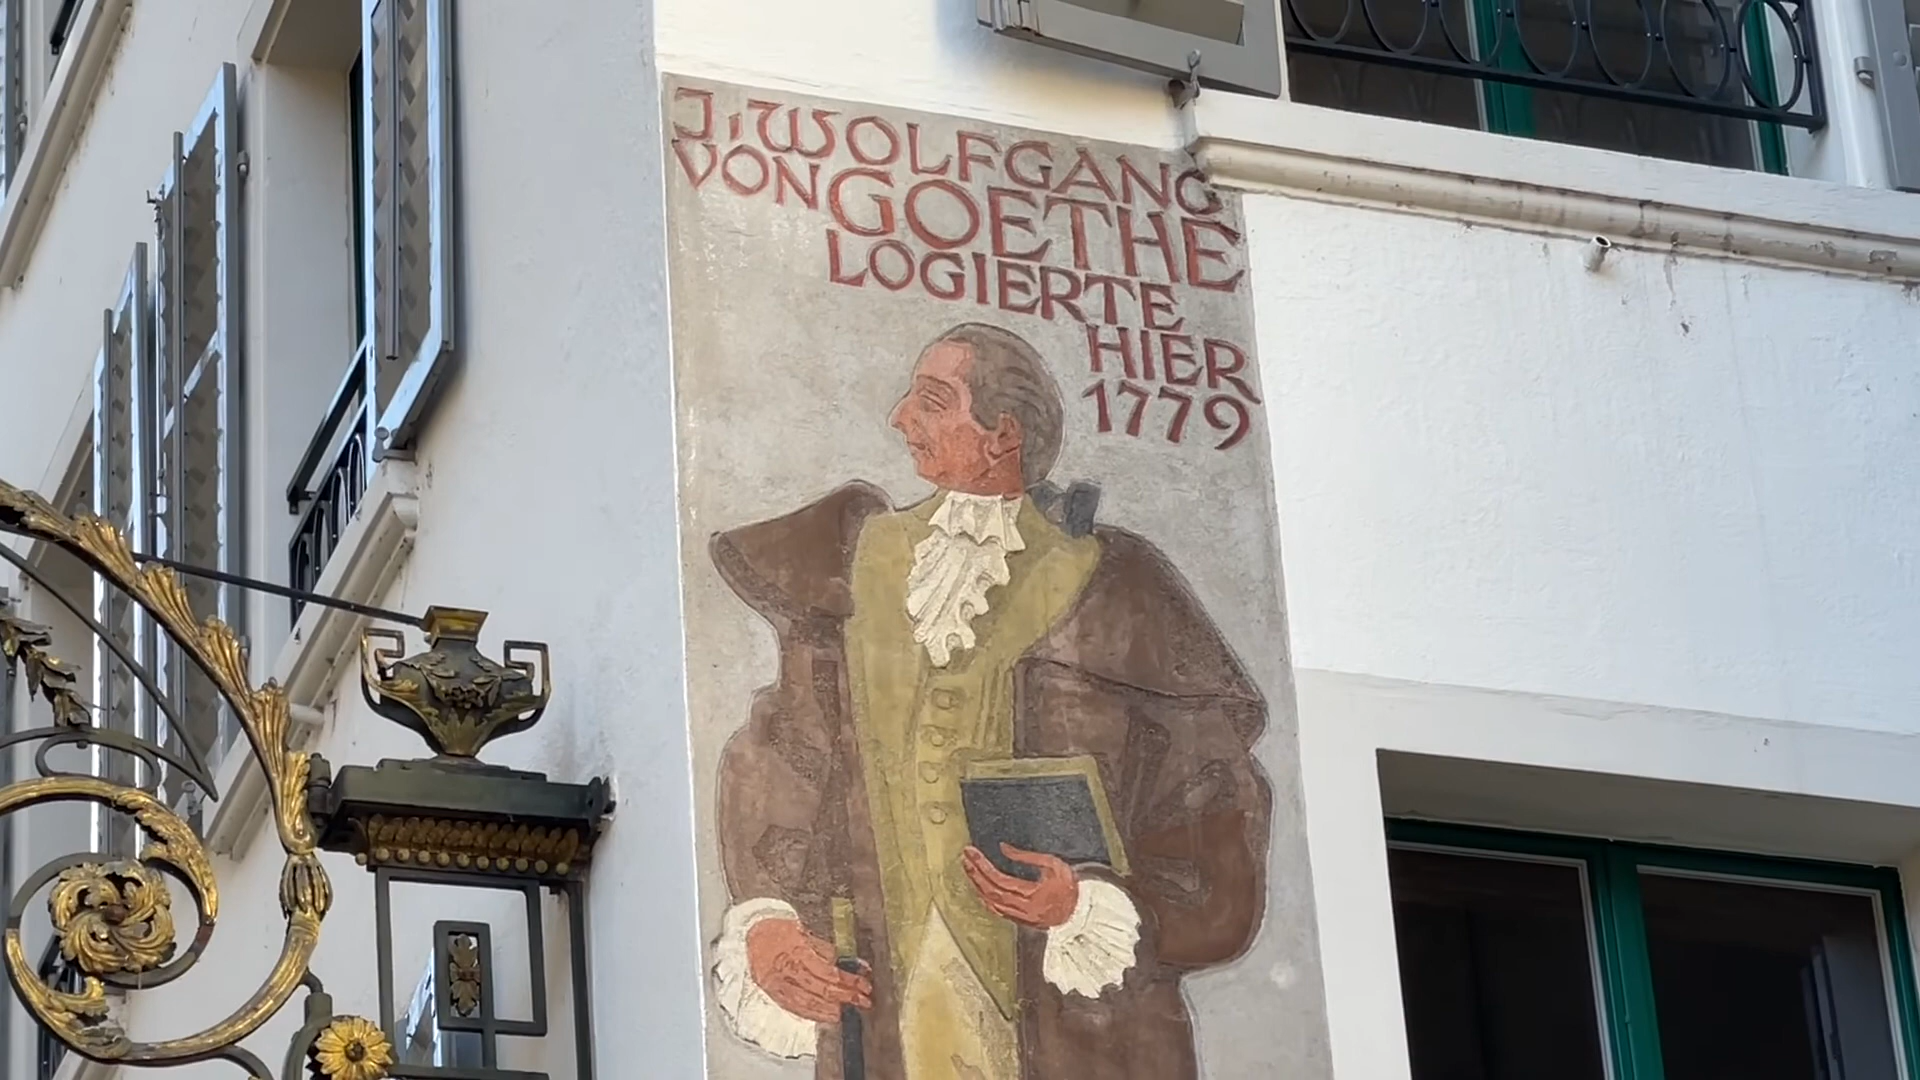 J. WOLFGANG
VON GOETHE
LOGIERTE
HIER
1779